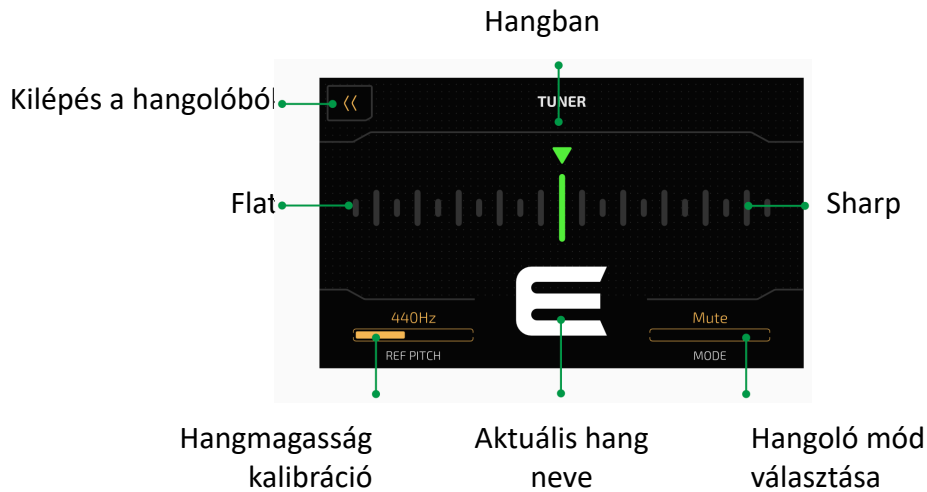 Hangban
Kilépés a hangolóból
<<
TUNER
Flat
Sharp
E
440Hz
REF PITCH
Mute
MODE
Hangmagasság
kalibráció
Aktuális hang
neve
Hangoló mód
választása